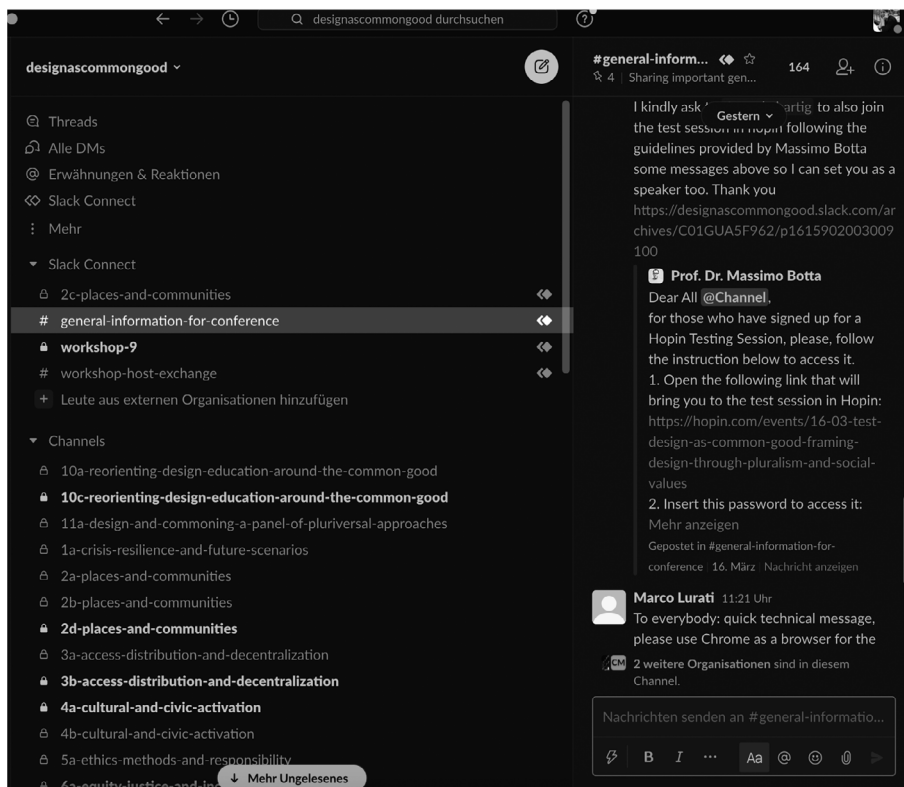 designascommongood durchsuchen
designascommongood
Threads
Alle DMs
Erwähnungen & Reaktionen
Slack Connect
Mehr
Slack Connect
2c-places-and-communities
# general-information-for-conference
workshop-9
# workshop-host-exchange
+ Leute aus externen Organisationen hinzufügen
Channels
10a-reorienting-design-education-around-the-common-good
10c-reorienting-design-education-around-the-common-good
11a-design-and-commoning-a-panel-of-pluriversal-approaches
1a-crisis-resilience-and-future-scenarios
2a-places-and-communities
2b-places-and-communities
2d-places-and-communities
3a-access-distribution-and-decentralization
3b-access-distribution-and-decentralization
4a-cultural-and-civic-activation
4b-cultural-and-civic-activation
5a-ethics-methods-and-responsibility
6a-equity-justice-and-in
Mehr Ungelesenes
#general-inform...
164
4 | Sharing important gen...
Gestern
I kindly ask to also join
the test session in Hopin following the
guidelines provided by Massimo Botta
some messages above so I can set you as a
speaker too. Thank you
https://designascommongood.slack.com/ar
chives/C01GUA5F962/p1615902003009
100
Prof. Dr. Massimo Botta
Dear All @Channel,
for those who have signed up for a
Hopin Testing Session, please, follow
the instruction below to access it.
1. Open the following link that will
bring you to the test session in Hopin:
https://hopin.com/events/16-03-test-
design-as-common-good-framing-
design-through-pluralism-and-social-
values
2. Insert this password to access it:
Mehr anzeigen
Gepostet in #general-information-for-
conference | 16. März | Nachricht anzeigen
Marco Lurati 11:21 Uhr
To everybody: quick technical message,
please use Chrome as a browser for the
CM 2 weitere Organisationen sind in diesem
Channel.
Nachrichten senden an #general-informatio...
B I ... Aa @